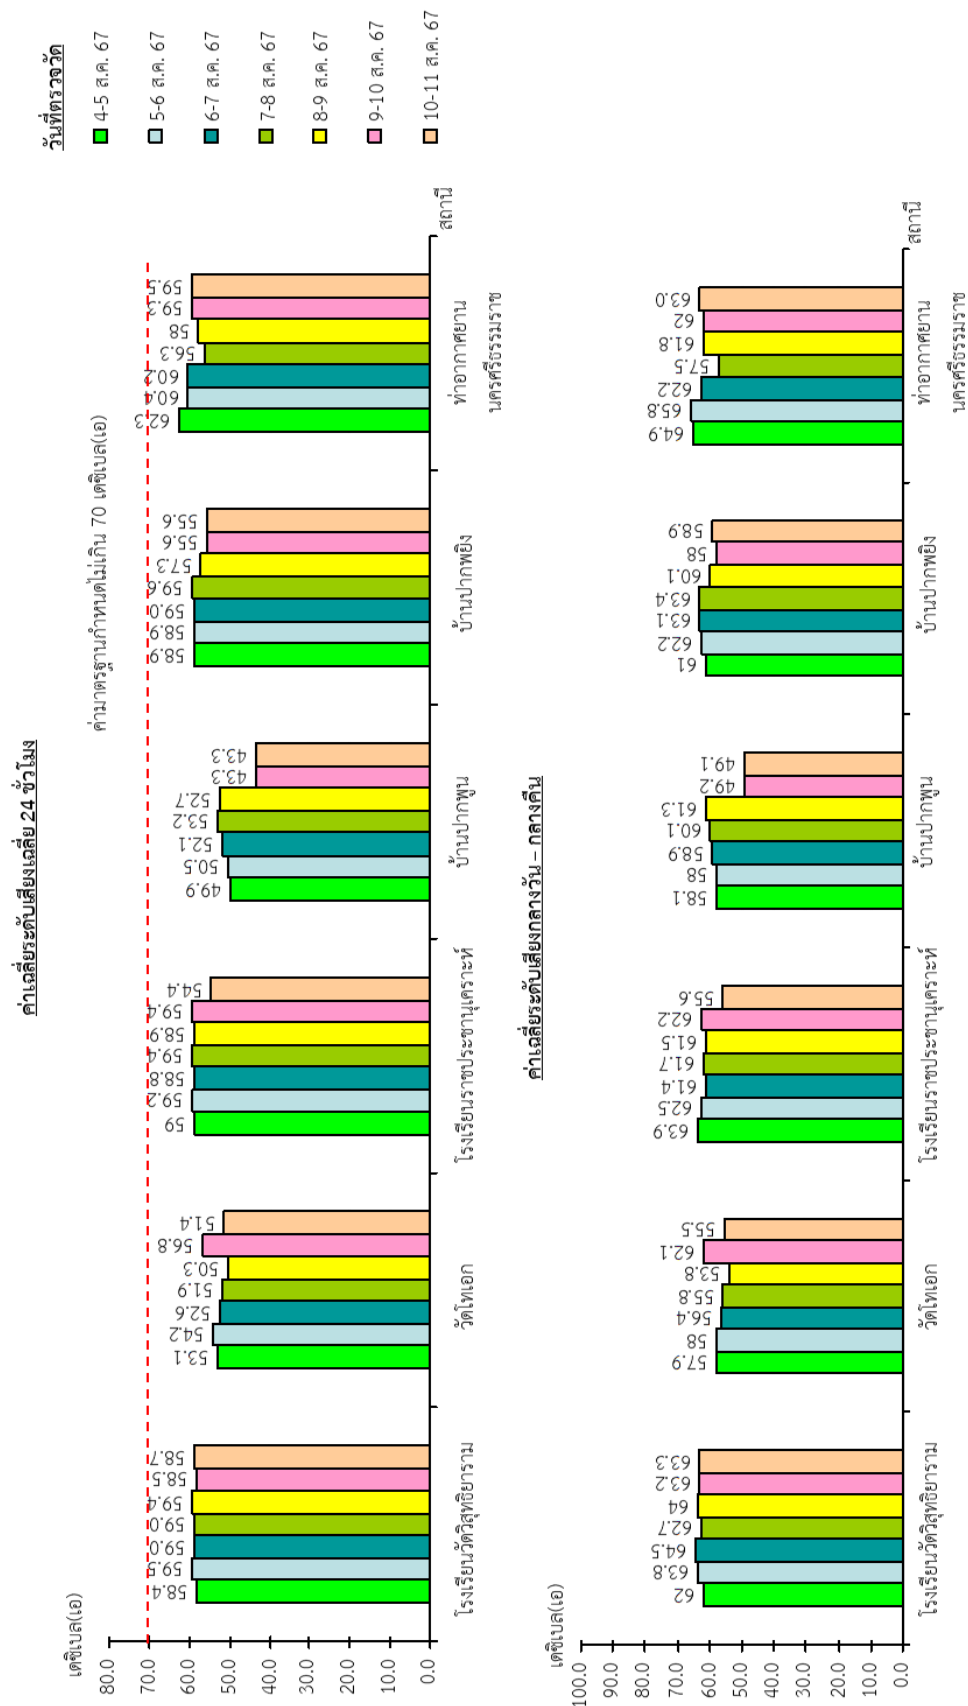 ค่าเฉลี่ยระดับเสียงเฉลี่ย 24 ชั่วโมง
เดซิเบล(เอ)
ค่ามาตรฐานกำหนดไม่เกิน 70 เดซิเบล(เอ)
80.0
70.0
60.0
50.0
40.0
30.0
20.0
10.0
0.0
58.4 59.5 59.0 59.0 59.4 58.5 58.7
53.1 54.2 52.6 51.9 50.3 56.8 51.4
59 59.2 58.8 59.4 58.9 59.4 54.4
49.9 50.5 52.1 53.2 52.7 43.3 43.3
58.9 58.9 59.0 59.6 57.3 55.6 55.6
62.3 60.4 60.2 56.3 58 59.3 59.5
โรงเรียนวัดวิสุทธิยาราม
วัดโทเอก
โรงเรียนราชประชานุเคราะห์
บ้านปากพูน
บ้านปากพยิง
ท่าอากาศยาน
นครศรีธรรมราช
สถานี
วันที่ตรวจวัด
4-5 ส.ค. 67
5-6 ส.ค. 67
6-7 ส.ค. 67
7-8 ส.ค. 67
8-9 ส.ค. 67
9-10 ส.ค. 67
10-11 ส.ค. 67
ค่าเฉลี่ยระดับเสียงกลางวัน – กลางคืน
เดซิเบล(เอ)
100.0
90.0
80.0
70.0
60.0
50.0
40.0
30.0
20.0
10.0
0.0
62 63.8 64.5 62.7 64 63.2 63.3
57.9 58 56.4 55.8 53.8 62.1 55.5
63.9 62.5 61.4 61.7 61.5 62.2 55.6
58.1 58 58.9 60.1 61.3 49.2 49.1
61 62.2 63.1 63.4 60.1 58 58.9
64.9 65.8 62.2 57.5 61.8 62 63.0
โรงเรียนวัดวิสุทธิยาราม
วัดโทเอก
โรงเรียนราชประชานุเคราะห์
บ้านปากพูน
บ้านปากพยิง
ท่าอากาศยาน
นครศรีธรรมราช
สถานี